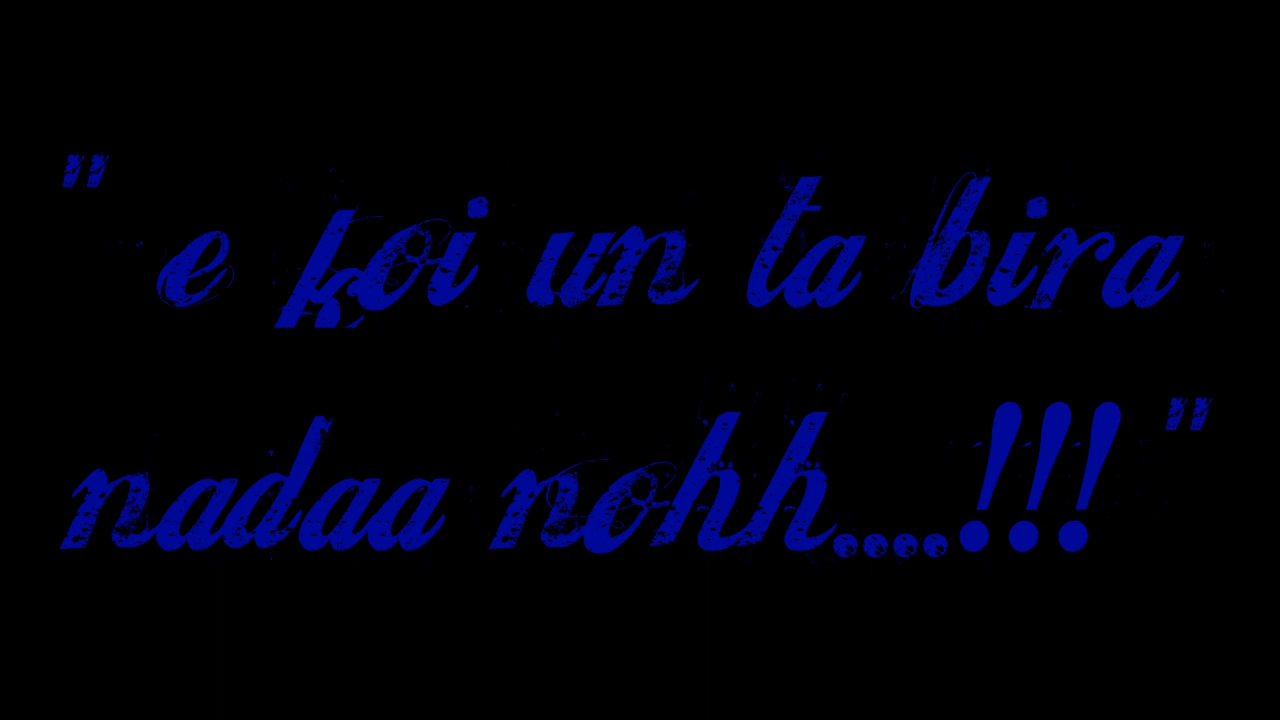 " e koi un ta bira
nadaa nohh....!!! "